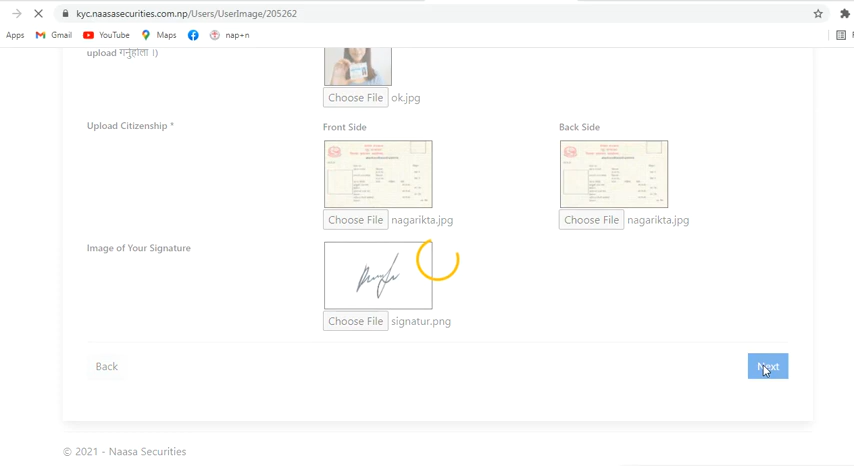 kyc.naasasecurities.com.np/Users/UserImage/205262
Apps Gmail YouTube Maps nap+n
upload गर्नुहोला ।)
Choose File ok.jpg
Upload Citizenship * Front Side Back Side
Choose File nagarikta.jpg Choose File nagarikta.jpg
Image of Your Signature
Choose File signatur.png
Back Next
© 2021 - Naasa Securities